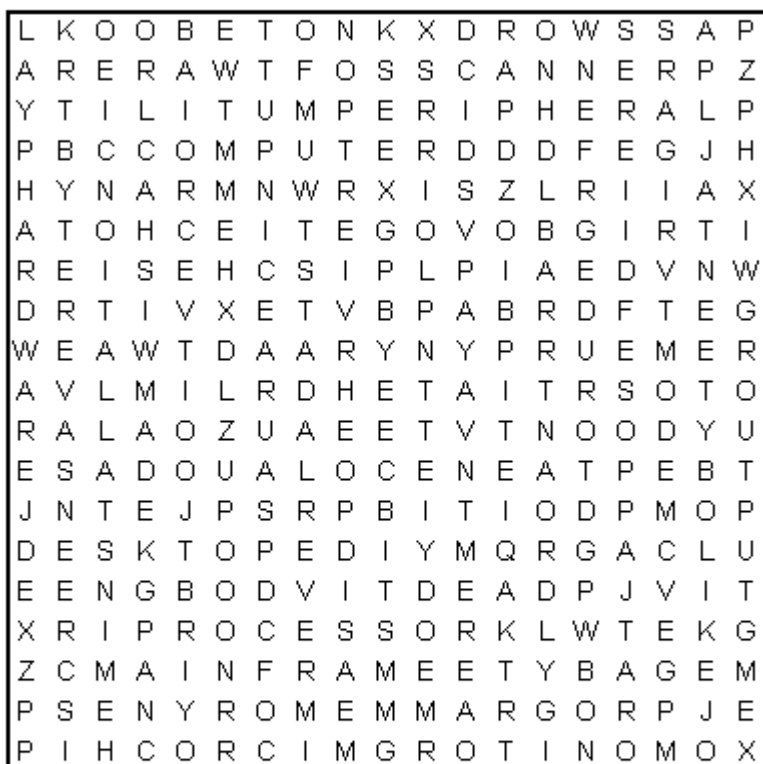 L K O O B E T O N K X D R O W S S A P
A R E R A W T F O S S C A N N E R P Z
Y T I L I T U M P E R I P H E R A L P
P B C C O M P U T E R D D D F E G J H
H Y N A R M N W R X I S Z L R I I A X
A T O H C E I T E G O V O B G I R T I
R E I S E H C S I P L P I A E D V N W
D R T I V X E T V B P A B R D F T E G
W E A W T D A A R Y N Y P R U E M E R
A V L M I L R D H E T A I T R S O T O
R A L A O Z U A E E T V T N O O D Y U
E S A D O U A L O C E N E A T P E B T
J N T E J P S R P B I T I O D P M O P
D E S K T O P E D I Y M Q R G A C L U
E E N G B O D V I T D E A D P J V I T
X R I P R O C E S S O R K L W T E K G
Z C M A I N F R A M E E T Y B A G E M
P S E N Y R O M E M M A R G O R P J E
P I H C O R C I M G R O T I N O M O X